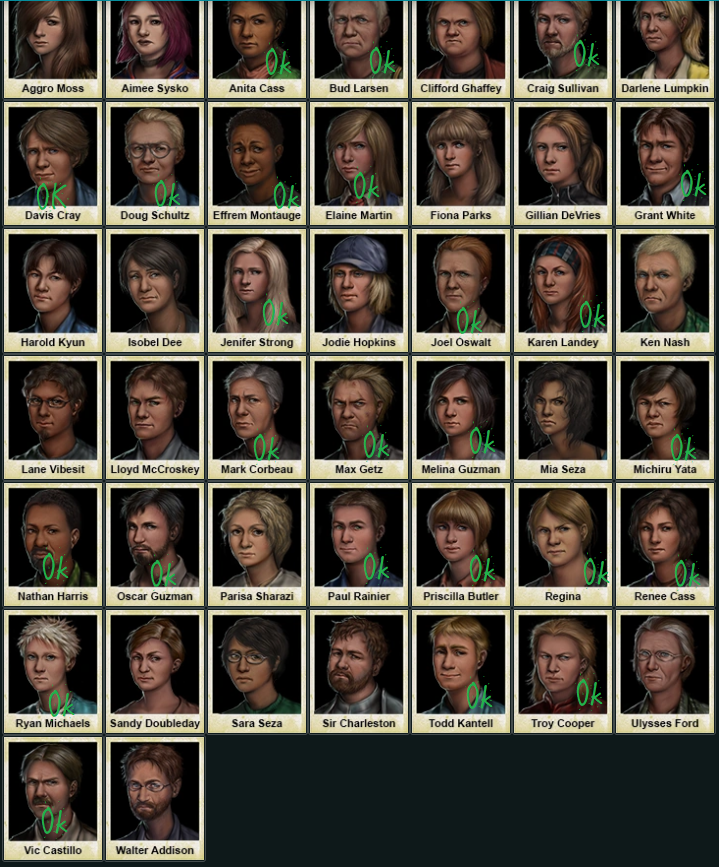 Ok Ok Ok
Aggro Moss Aimee Sysko Anita Cass Bud Larsen Clifford Ghaffey Craig Sullivan Darlene Lumpkin
OK Ok Ok Ok Ok
Davis Cray Doug Schultz Effrem Montauge Elaine Martin Fiona Parks Gillian DeVries Grant White
Ok Ok Ok
Harold Kyun Isobel Dee Jenifer Strong Jodie Hopkins Joel Oswalt Karen Landey Ken Nash
Ok Ok Ok Ok
Lane Vibesit Lloyd McCroskey Mark Corbeau Max Getz Melina Guzman Mia Seza Michiru Yata
Ok Ok Ok Ok Ok Ok
Nathan Harris Oscar Guzman Parisa Sharazi Paul Rainier Priscilla Butler Regina Renee Cass
Ok Ok Ok
Ryan Michaels Sandy Doubleday Sara Seza Sir Charleston Todd Kantell Troy Cooper Ulysses Ford
Ok
Vic Castillo Walter Addison